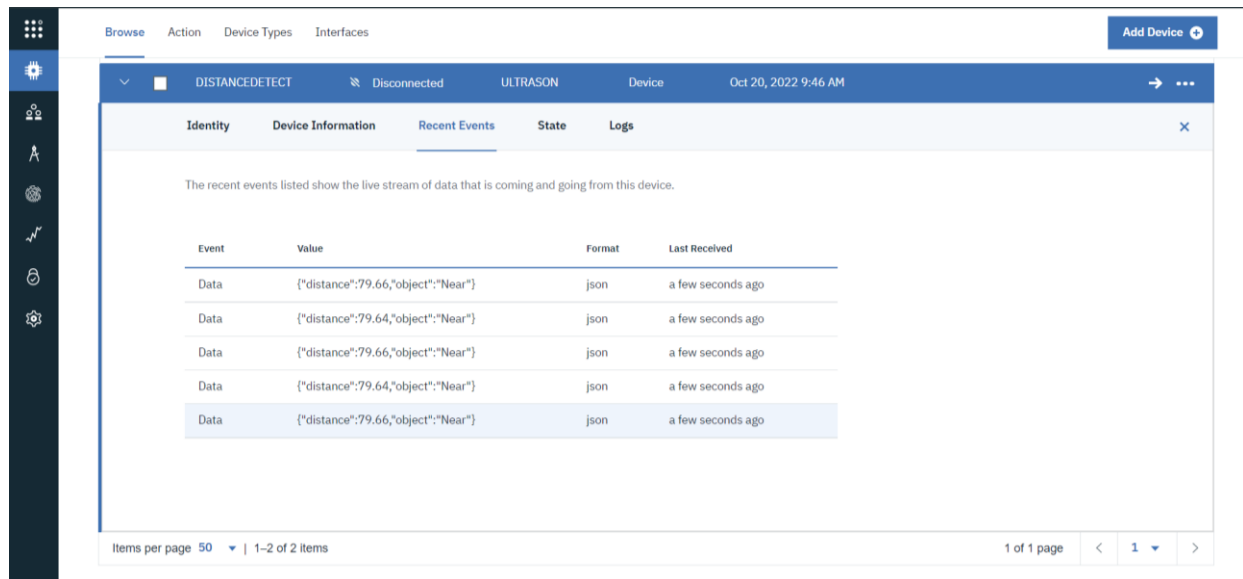 Browse Action Device Types Interfaces Add Device
DISTANCEDETECT Disconnected ULTRASON Device Oct 20, 2022 9:46 AM
Identity Device Information Recent Events State Logs
The recent events listed show the live stream of data that is coming and going from this device.
Event Value Format Last Received
Data {"distance":79.66,"object":"Near"} json a few seconds ago
Data {"distance":79.64,"object":"Near"} json a few seconds ago
Data {"distance":79.66,"object":"Near"} json a few seconds ago
Data {"distance":79.64,"object":"Near"} json a few seconds ago
Data {"distance":79.66,"object":"Near"} json a few seconds ago
Items per page 50 | 1–2 of 2 items 1 of 1 page 1